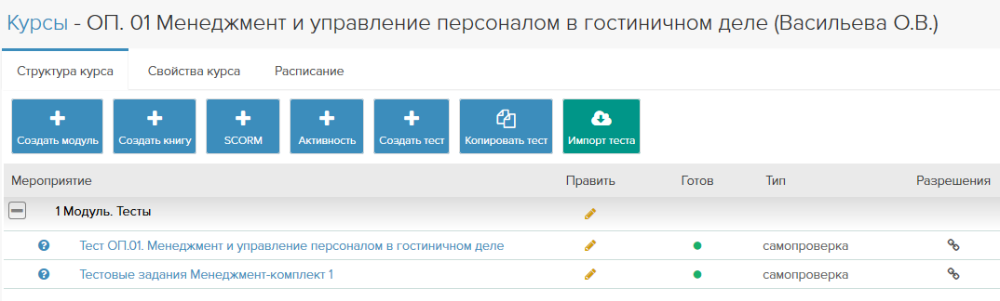 Курсы - ОП. 01 Менеджмент и управление персоналом в гостиничном деле (Васильева О.В.)
Структура курса Свойства курса Расписание
Создать модуль Создать книгу SCORM Активность Создать тест Копировать тест Импорт теста
Мероприятие Править Готов Тип Разрешения
1 Модуль. Тесты
Тест ОП.01. Менеджмент и управление персоналом в гостиничном деле самопроверка
Тестовые задания Менеджмент-комплект 1 самопроверка